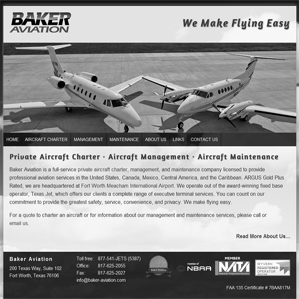 BAKER
AVIATION
We Make Flying Easy
HOME AIRCRAFT CHARTER MANAGEMENT MAINTENANCE ABOUT US LINKS CONTACT US
Private Aircraft Charter · Aircraft Management · Aircraft Maintenance
Baker Aviation is a full-service private aircraft charter, management, and maintenance company licensed to provide
professional aviation services in the United States, Canada, Mexico, Central America, and the Caribbean. ARGUS Gold Plus
Rated, we are headquartered at Fort Worth Meacham International Airport. We operate out of the award-winning fixed base
operator, Texas Jet, which offers our clients a complete range of executive terminal services. You can count on our
commitment to provide the greatest safety, service, convenience, and privacy. We make flying easy.
For a quote to charter an aircraft or for information about our management and maintenance services, please call or
email us.
Read More About Us...
Baker Aviation
200 Texas Way, Suite 102
Fort Worth, Texas 76106
Toll free: 877-541-JETS (5387)
Office: 817-625-2055
Fax: 817-625-2027
info@baker-aviation.com
NBAA
NATA
FAA 135 Certificate #